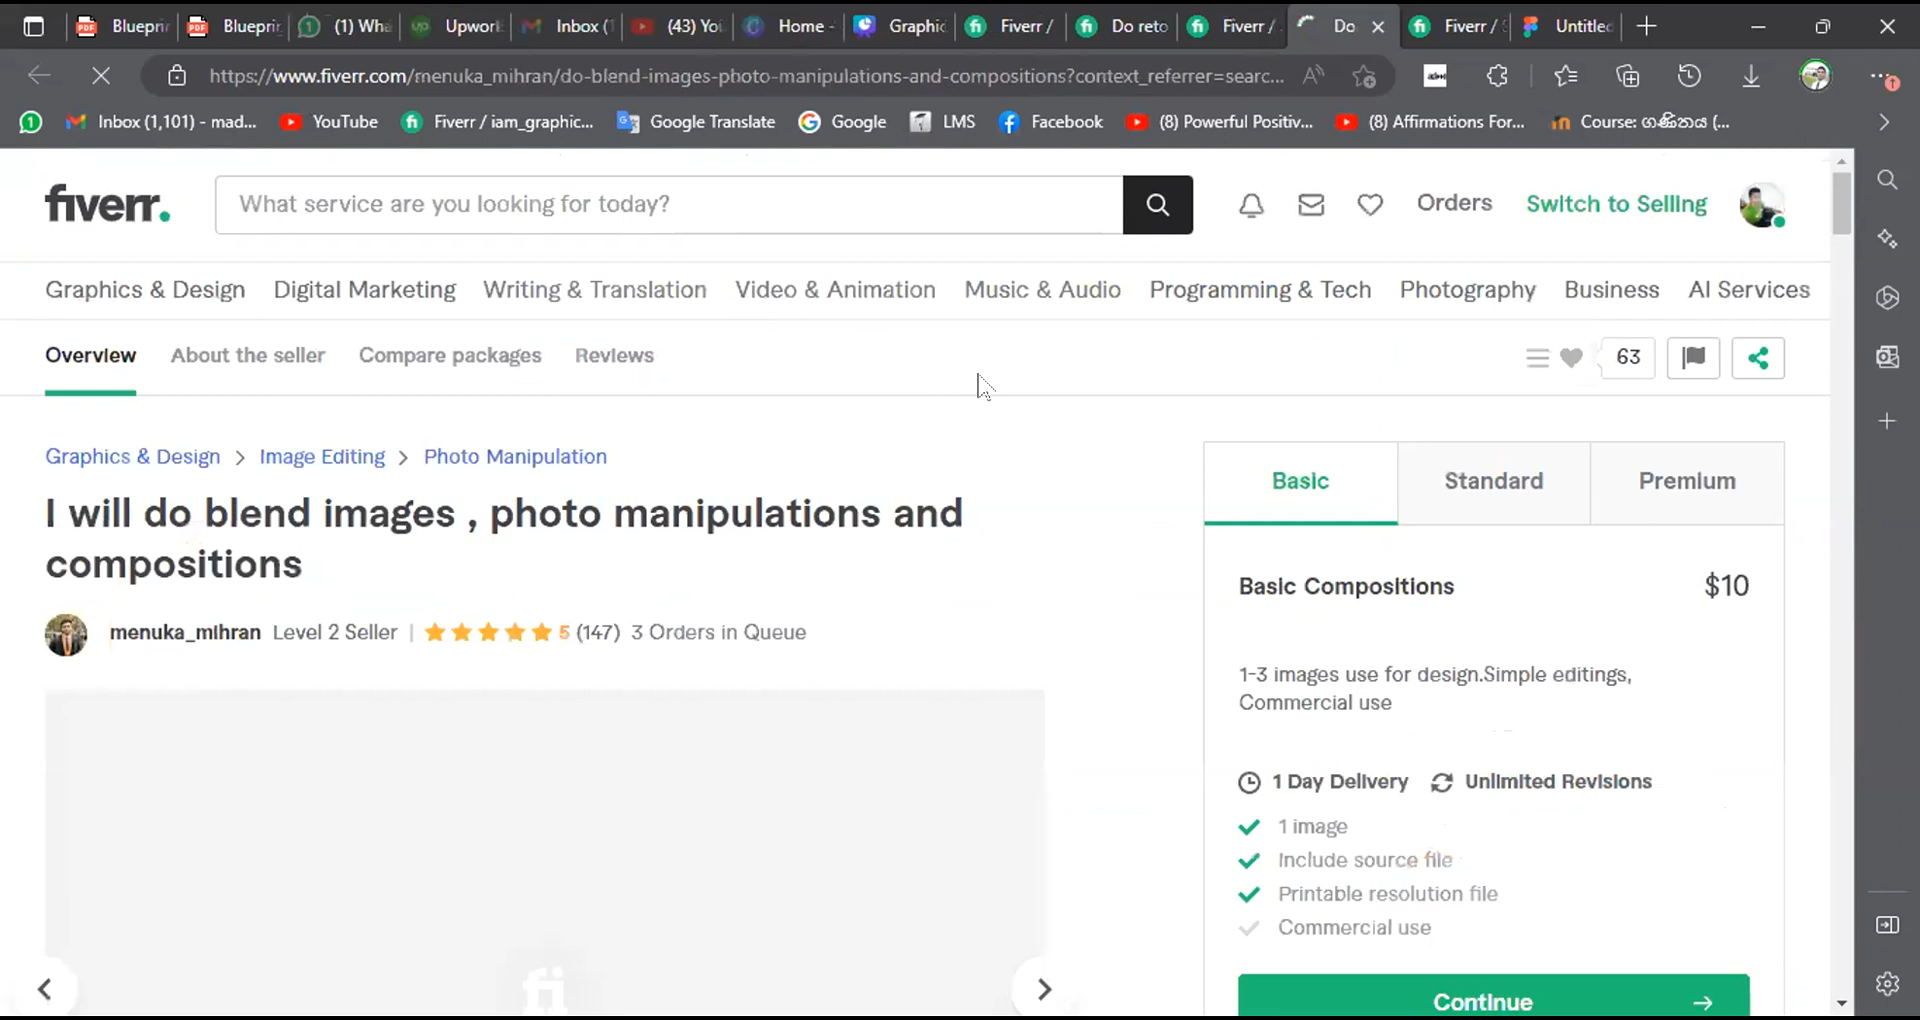 Blueprin Blueprin (1) Wha Upwork Inbox (1 (43) You Home - Graphic Fiverr / Do reto Fiverr / Do Fiverr / S Untitled
https://www.fiverr.com/menuka_mihran/do-blend-images-photo-manipulations-and-compositions?context_referrer=searc...
Inbox (1,101) - mad... YouTube Fiverr / iam_graphic... Google Translate Google LMS Facebook (8) Powerful Positiv... (8) Affirmations For... Course: ගණිතය (...
fiverr. What service are you looking for today? Orders Switch to Selling
Graphics & Design Digital Marketing Writing & Translation Video & Animation Music & Audio Programming & Tech Photography Business AI Services
Overview About the seller Compare packages Reviews 63
Graphics & Design > Image Editing > Photo Manipulation
I will do blend images , photo manipulations and
compositions
menuka_mihran Level 2 Seller | 5 (147) 3 Orders in Queue
fi
Basic Standard Premium
Basic Compositions $10
1-3 images use for design.Simple editings,
Commercial use
1 Day Delivery Unlimited Revisions
1 image
Include source file
Printable resolution file
Commercial use
Continue →